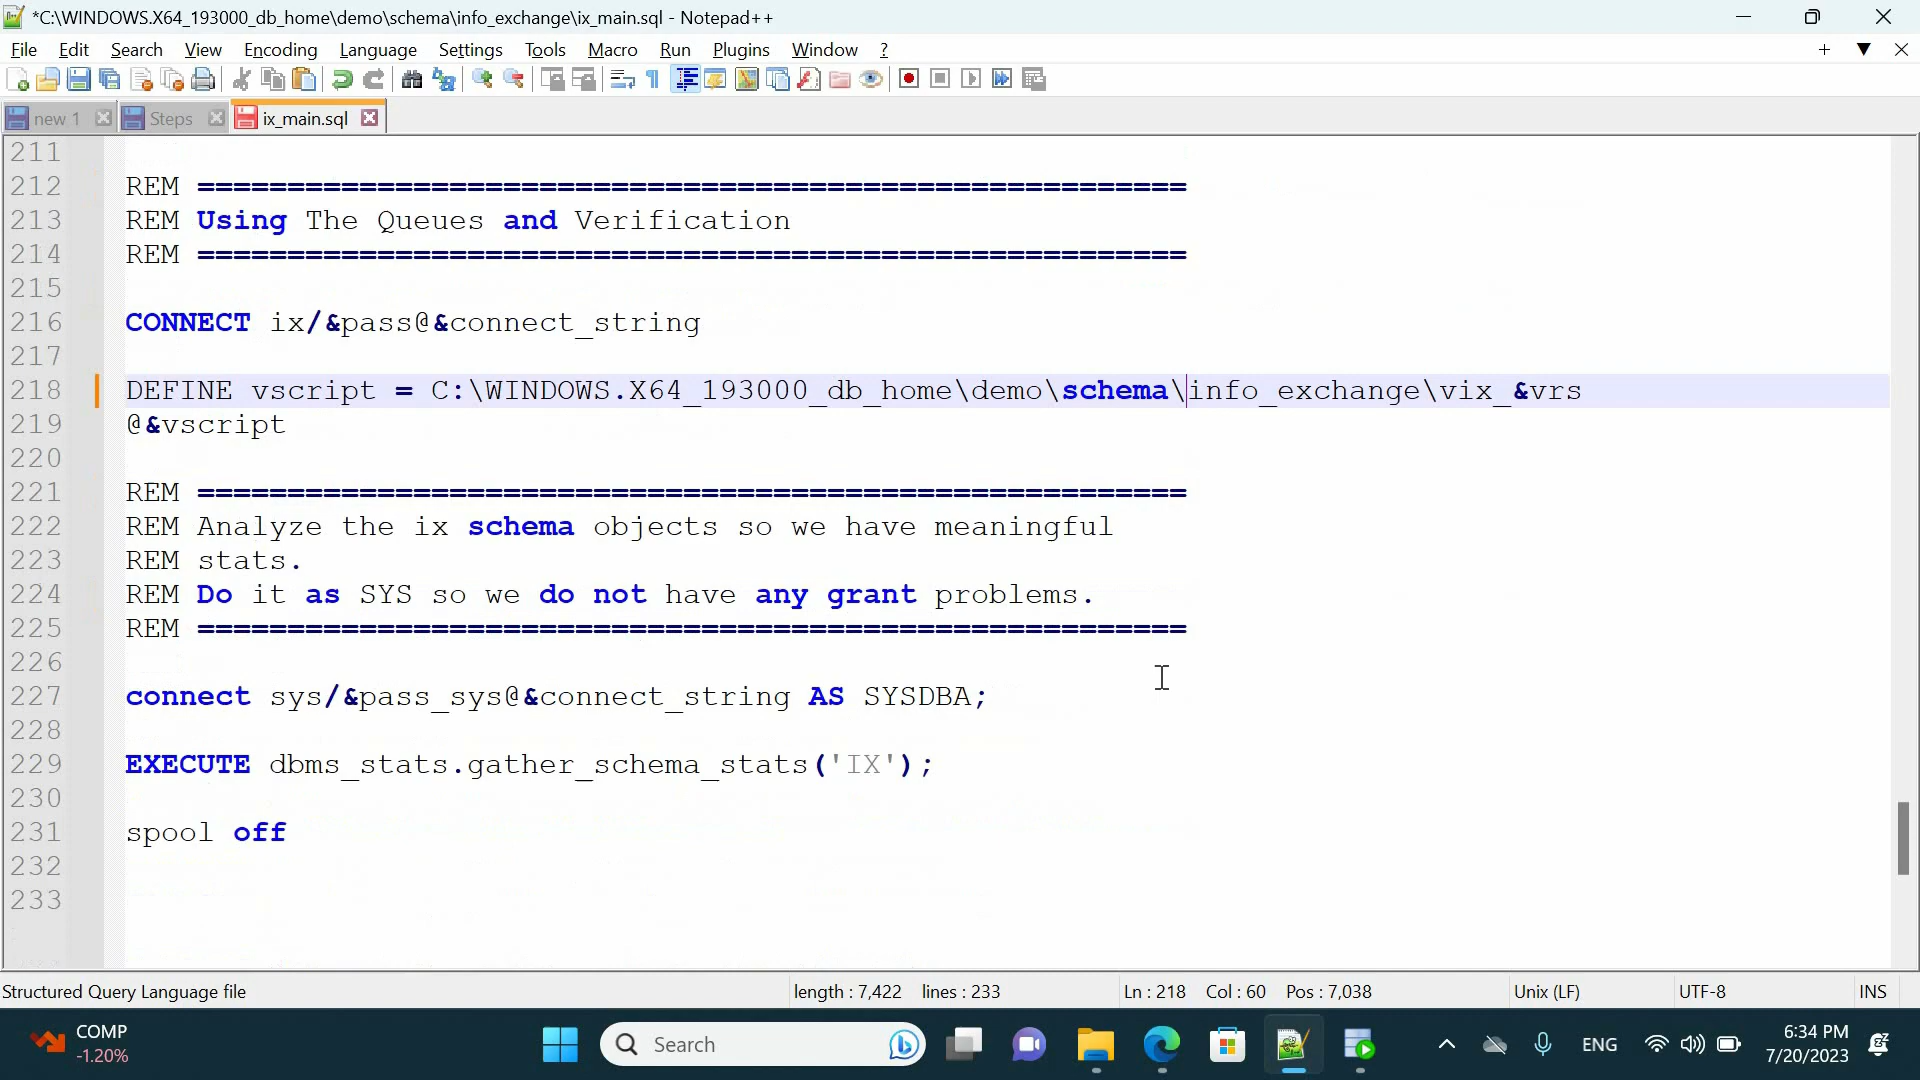 *C:\WINDOWS.X64_193000_db_home\demo\schema\info_exchange\ix_main.sql - Notepad++
File Edit Search View Encoding Language Settings Tools Macro Run Plugins Window ?
new 1 Steps ix_main.sql
211
212 REM =======================================================
213 REM Using The Queues and Verification
214 REM =======================================================
215
216 CONNECT ix/&pass@&connect_string
217
218 DEFINE vscript = C:\WINDOWS.X64_193000_db_home\demo\schema\info_exchange\vix_&vrs
219 @&vscript
220
221 REM =======================================================
222 REM Analyze the ix schema objects so we have meaningful
223 REM stats.
224 REM Do it as SYS so we do not have any grant problems.
225 REM =======================================================
226
227 connect sys/&pass_sys@&connect_string AS SYSDBA;
228
229 EXECUTE dbms_stats.gather_schema_stats('IX');
230
231 spool off
232
233
Structured Query Language file length : 7,422 lines : 233 Ln : 218 Col : 60 Pos : 7,038 Unix (LF) UTF-8 INS
COMP
-1.20%
Search
ENG
6:34 PM
7/20/2023